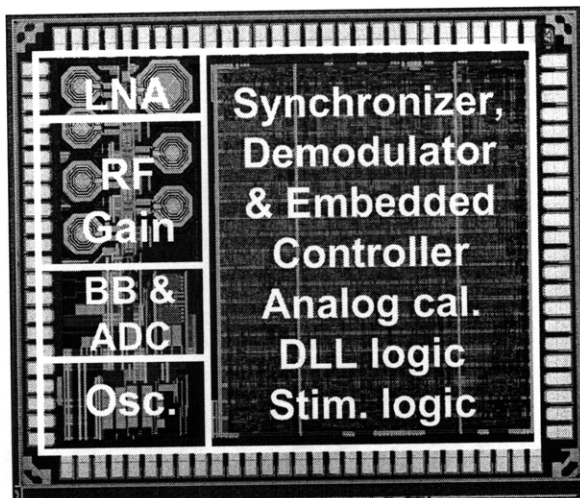 LNA
RF
Gain
BB &
ADC
Osc.
Synchronizer,
Demodulator
& Embedded
Controller
Analog cal.
DLL logic
Stim. logic